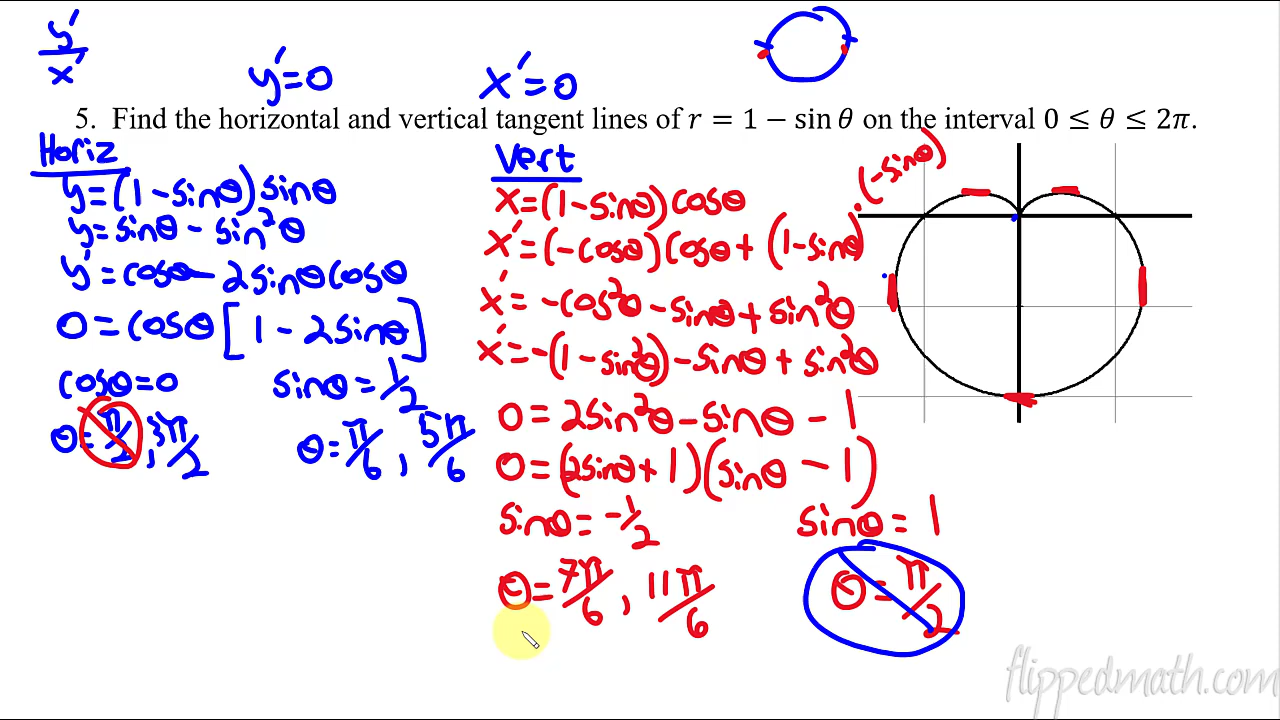 y'/x'
y'=0
x'=0
5. Find the horizontal and vertical tangent lines of r = 1 − sin θ on the interval 0 ≤ θ ≤ 2π.
Horiz
y=(1-sinθ)sinθ
y=sinθ - sin²θ
y'=cosθ - 2sinθcosθ
0=cosθ[1-2sinθ]
cosθ=0
θ=π/2, 3π/2
sinθ=1/2
θ=π/6, 5π/6
Vert
x=(1-sinθ)cosθ
x'=(-cosθ)cosθ+(1-sinθ)·(-sinθ)
x'=-cos²θ-sinθ+sin²θ
x'=-(1-sin²θ)-sinθ+sin²θ
0=2sin²θ-sinθ-1
0=(2sinθ+1)(sinθ-1)
sinθ=-1/2
θ=7π/6, 11π/6
sinθ=1
θ=π/2
flippedmath.com